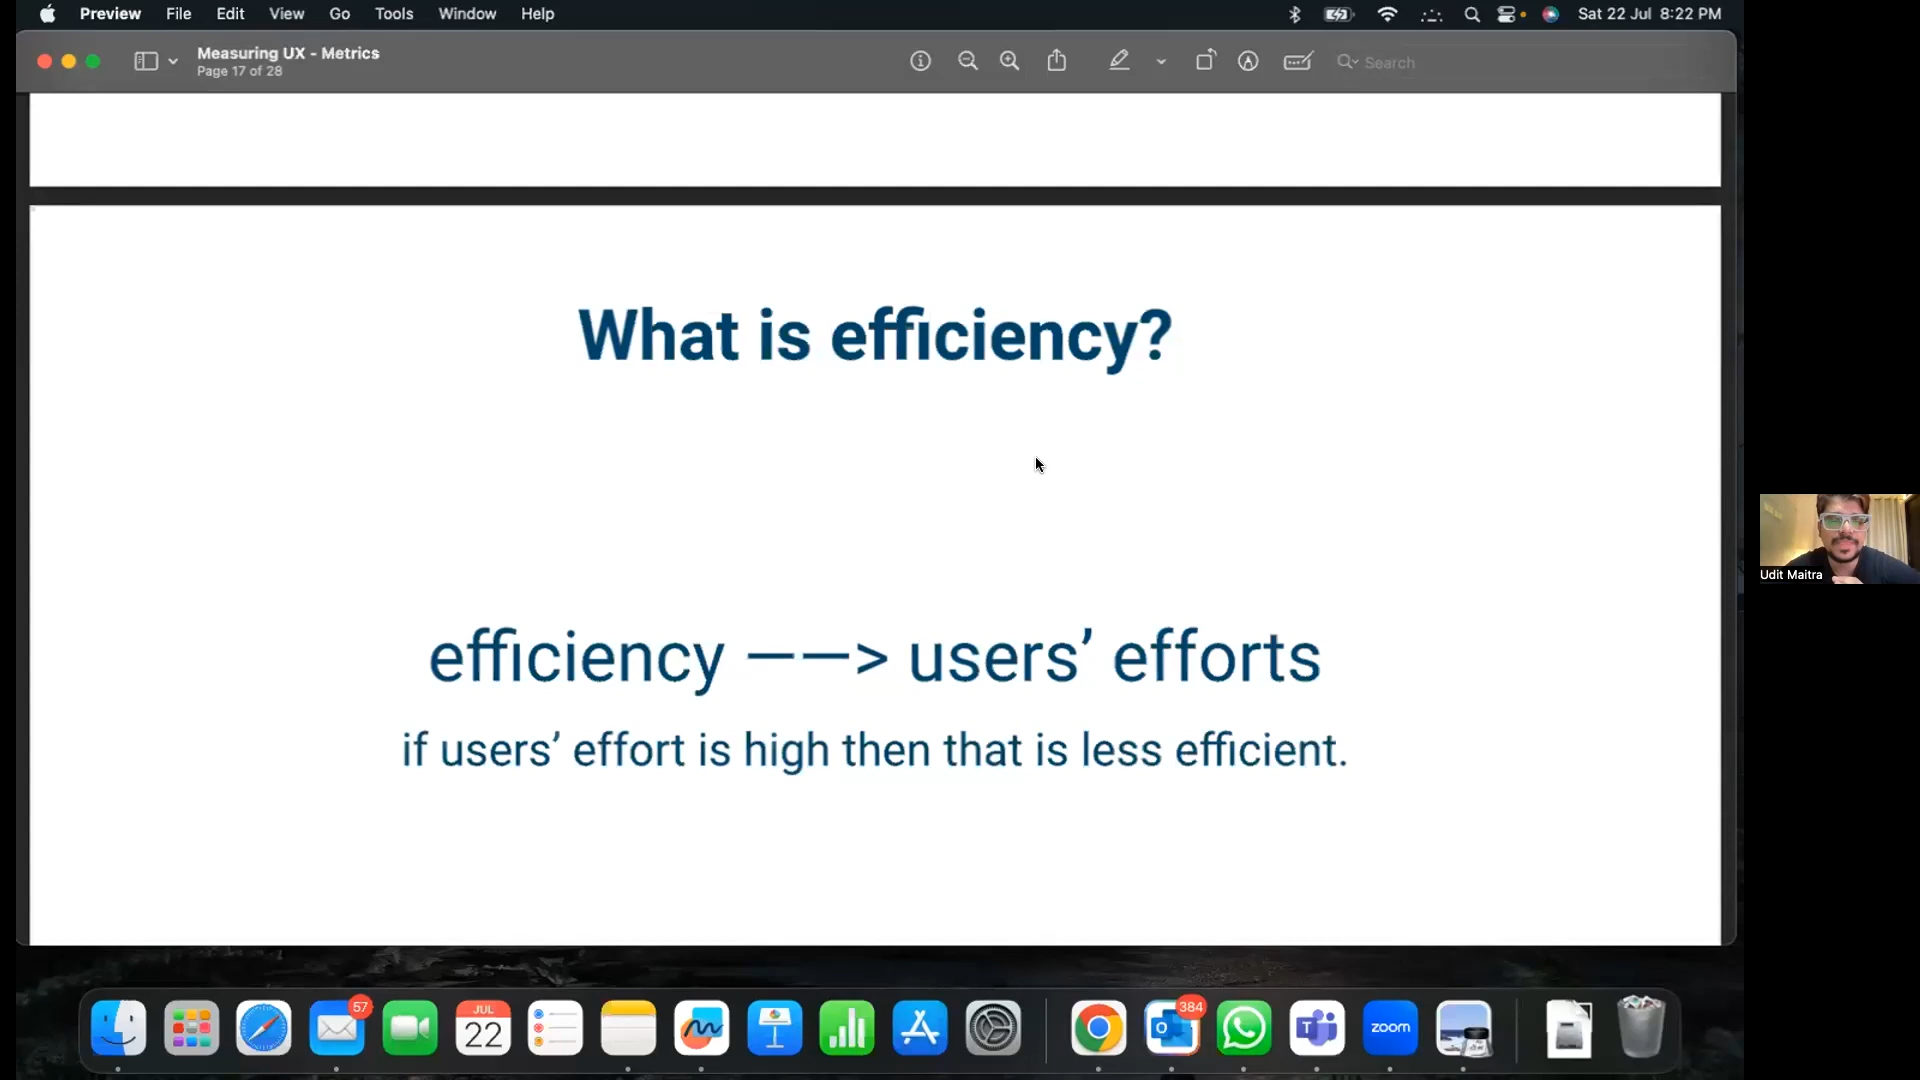 Preview File Edit View Go Tools Window Help Sat 22 Jul 8:22 PM
Measuring UX - Metrics
Page 17 of 28
Search
What is efficiency?
efficiency ——> users’ efforts
if users’ effort is high then that is less efficient.
Udit Maitra
57
JUL
22
384
zoom